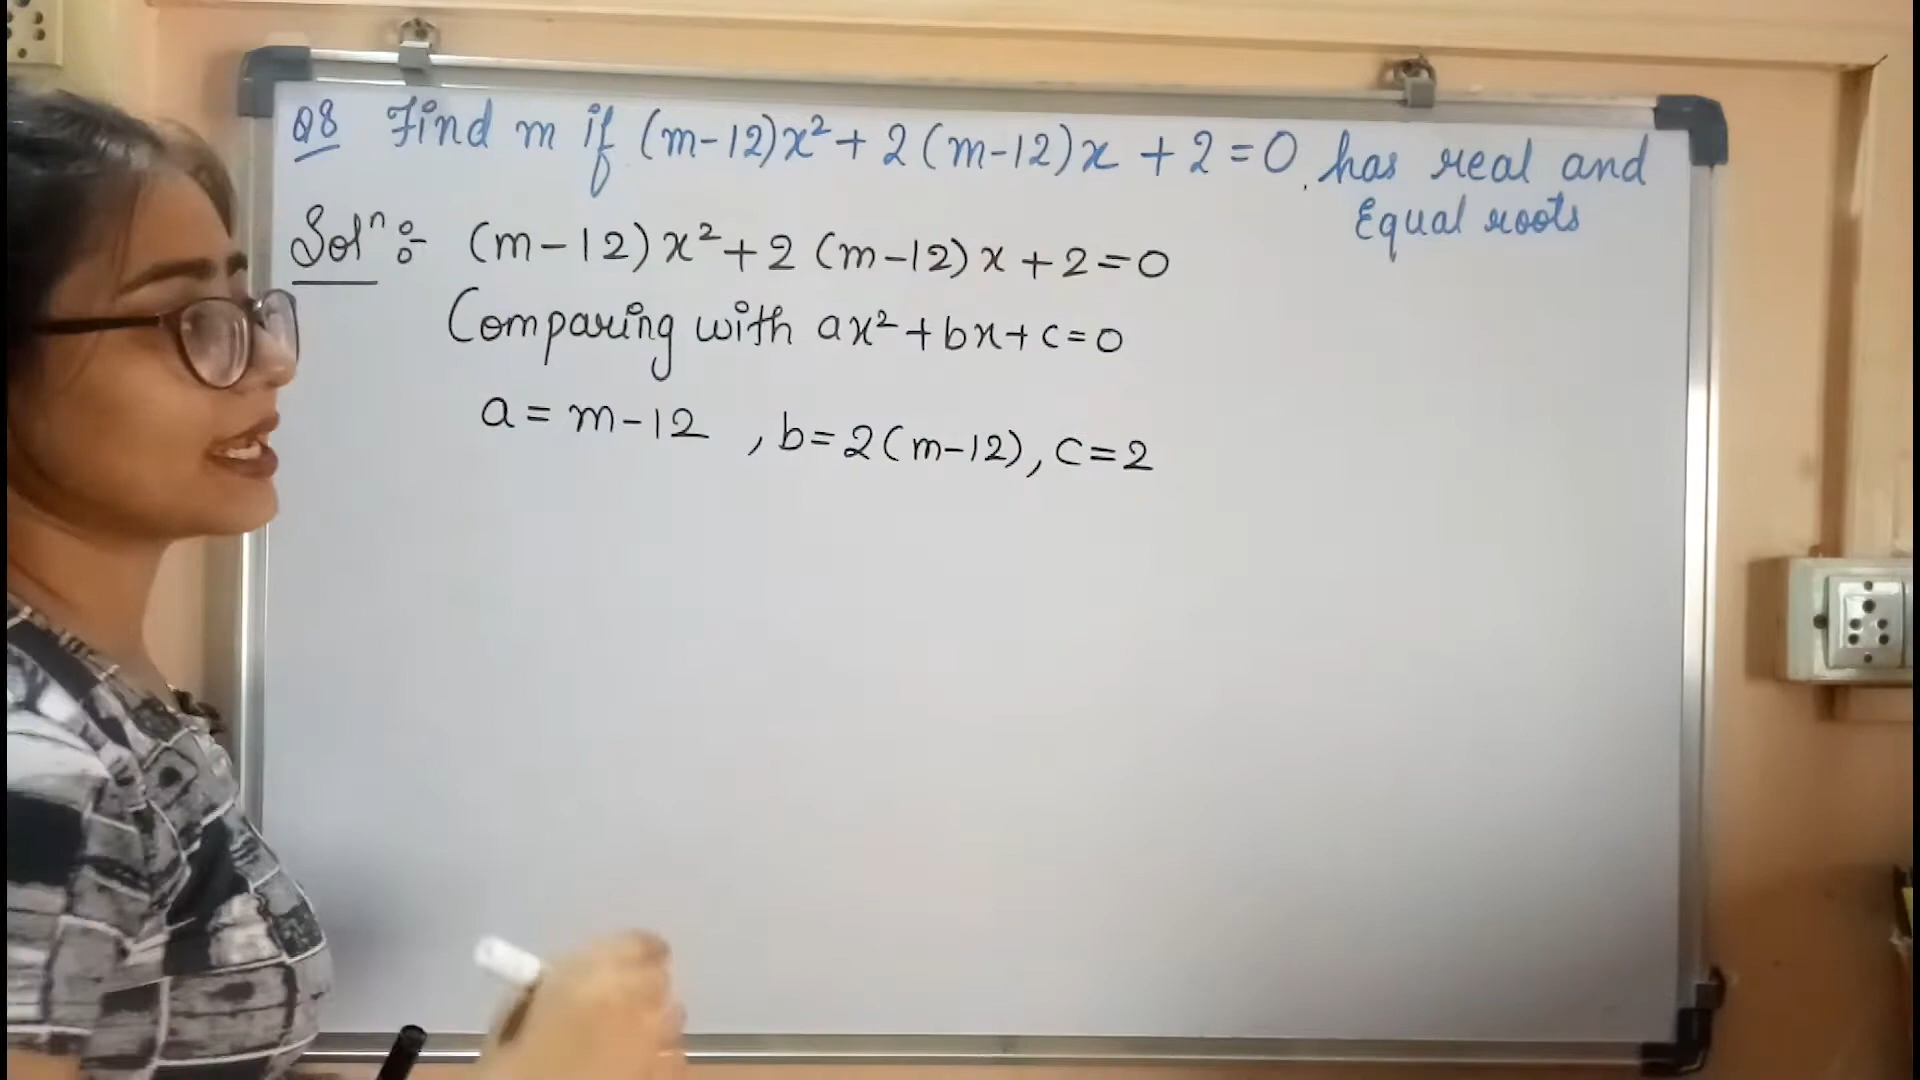 Q8 Find m if (m-12)x² + 2(m-12)x + 2 = 0, has real and
Equal roots
Solⁿ :- (m-12)x² + 2(m-12)x + 2 = 0
Comparing with ax² + bx + c = 0
a = m-12 , b = 2(m-12), c = 2